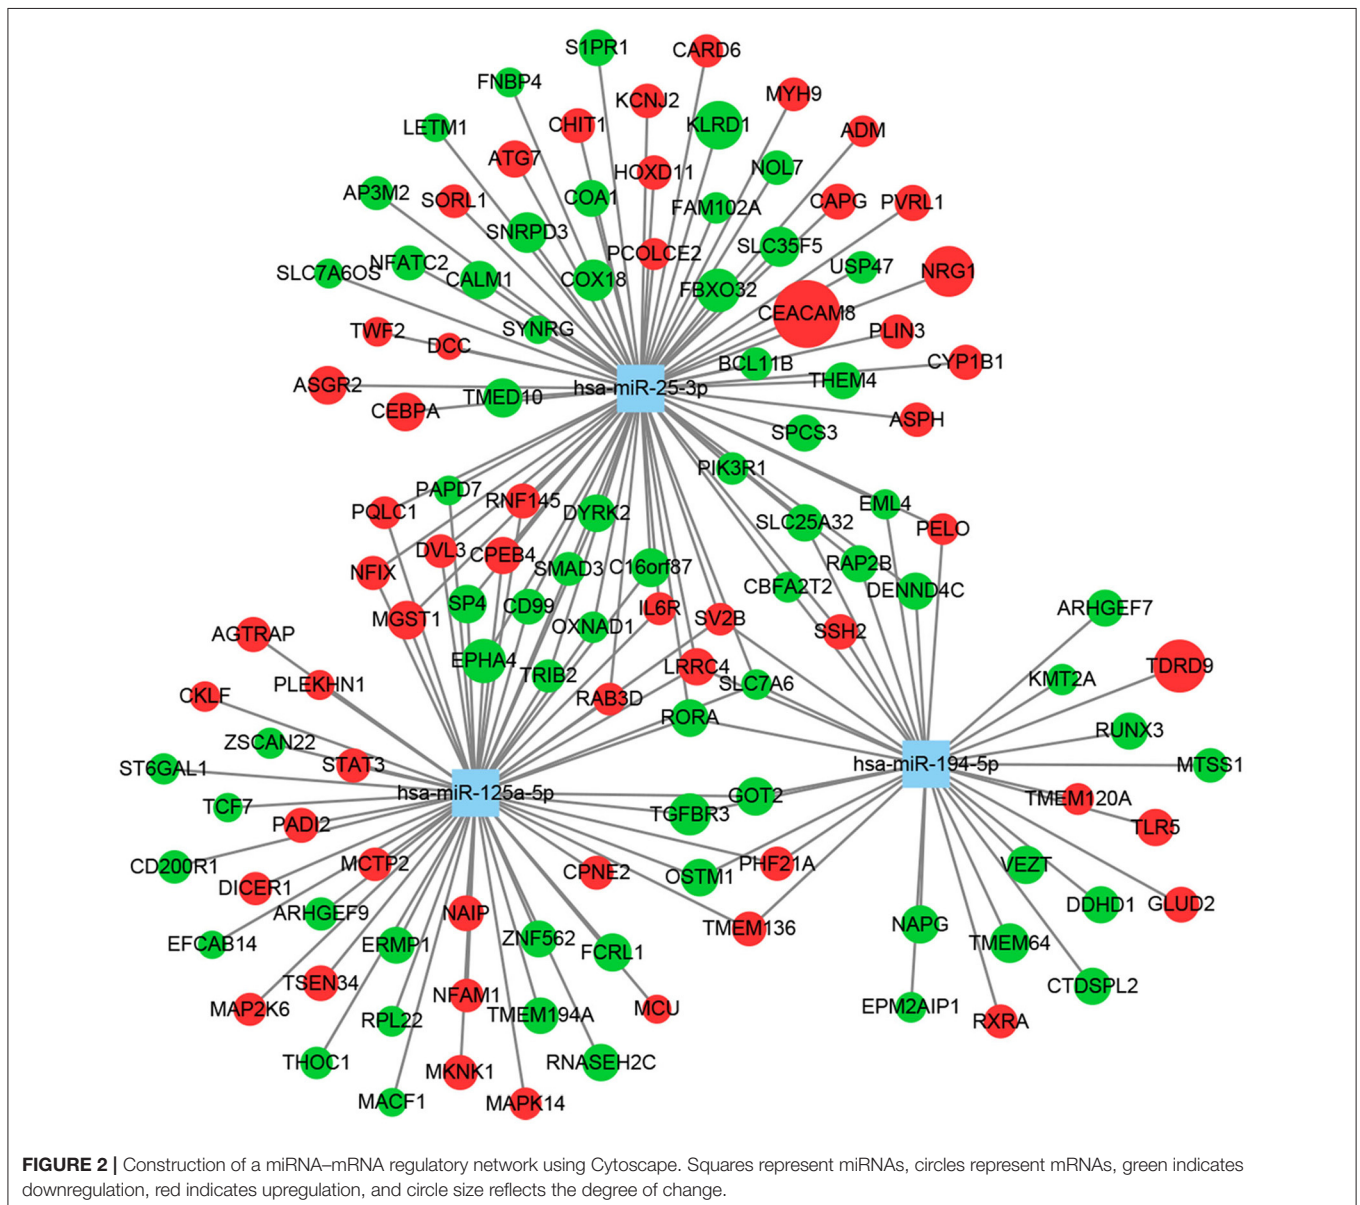 S1PR1
CARD6
FNBP4
KCNJ2
MYH9
LETM1
CHIT1
KLRD1
ADM
ATG7
HOXD11
NOL7
AP3M2
SORL1
COA1
FAM102A
CAPG
PVRL1
SNRPD3
PCOLCE2
SLC35F5
SLC7A6OS
NFATC2
CALM1
COX18
FBXO32
USP47
NRG1
CEACAM8
TWF2
DCC
SYNRG
PLIN3
BCL11B
CYP1B1
ASGR2
hsa-miR-25-3p
THEM4
CEBPA
TMED10
ASPH
SPCS3
PIK3R1
PAPD7
RNF145
PQLC1
DYRK2
EML4
SLC25A32
PELO
DVL3
CPEB4
NFIX
SMAD3
C16orf87
RAP2B
CBFA2T2
DENND4C
MGST1
SP4
CD99
OXNAD1
IL6R
SV2B
SSH2
ARHGEF7
AGTRAP
EPHA4
TRIB2
LRRC4
SLC7A6
TDRD9
KMT2A
CKLF
PLEKHN1
RAB3D
RORA
RUNX3
ZSCAN22
ST6GAL1
STAT3
hsa-miR-194-5p
MTSS1
hsa-miR-125a-5p
TCF7
GOT2
TGFBR3
TMEM120A
TLR5
PADI2
CD200R1
MCTP2
CPNE2
OSTM1
PHF21A
VEZT
DICER1
DDHD1
GLUD2
ARHGEF9
NAIP
TMEM136
NAPG
EFCAB14
ERMP1
ZNF562
FCRL1
TMEM64
TSEN34
NFAM1
CTDSPL2
MAP2K6
RPL22
TMEM194A
MCU
EPM2AIP1
RXRA
THOC1
MKNK1
RNASEH2C
MACF1
MAPK14
FIGURE 2 | Construction of a miRNA–mRNA regulatory network using Cytoscape. Squares represent miRNAs, circles represent mRNAs, green indicates
downregulation, red indicates upregulation, and circle size reflects the degree of change.